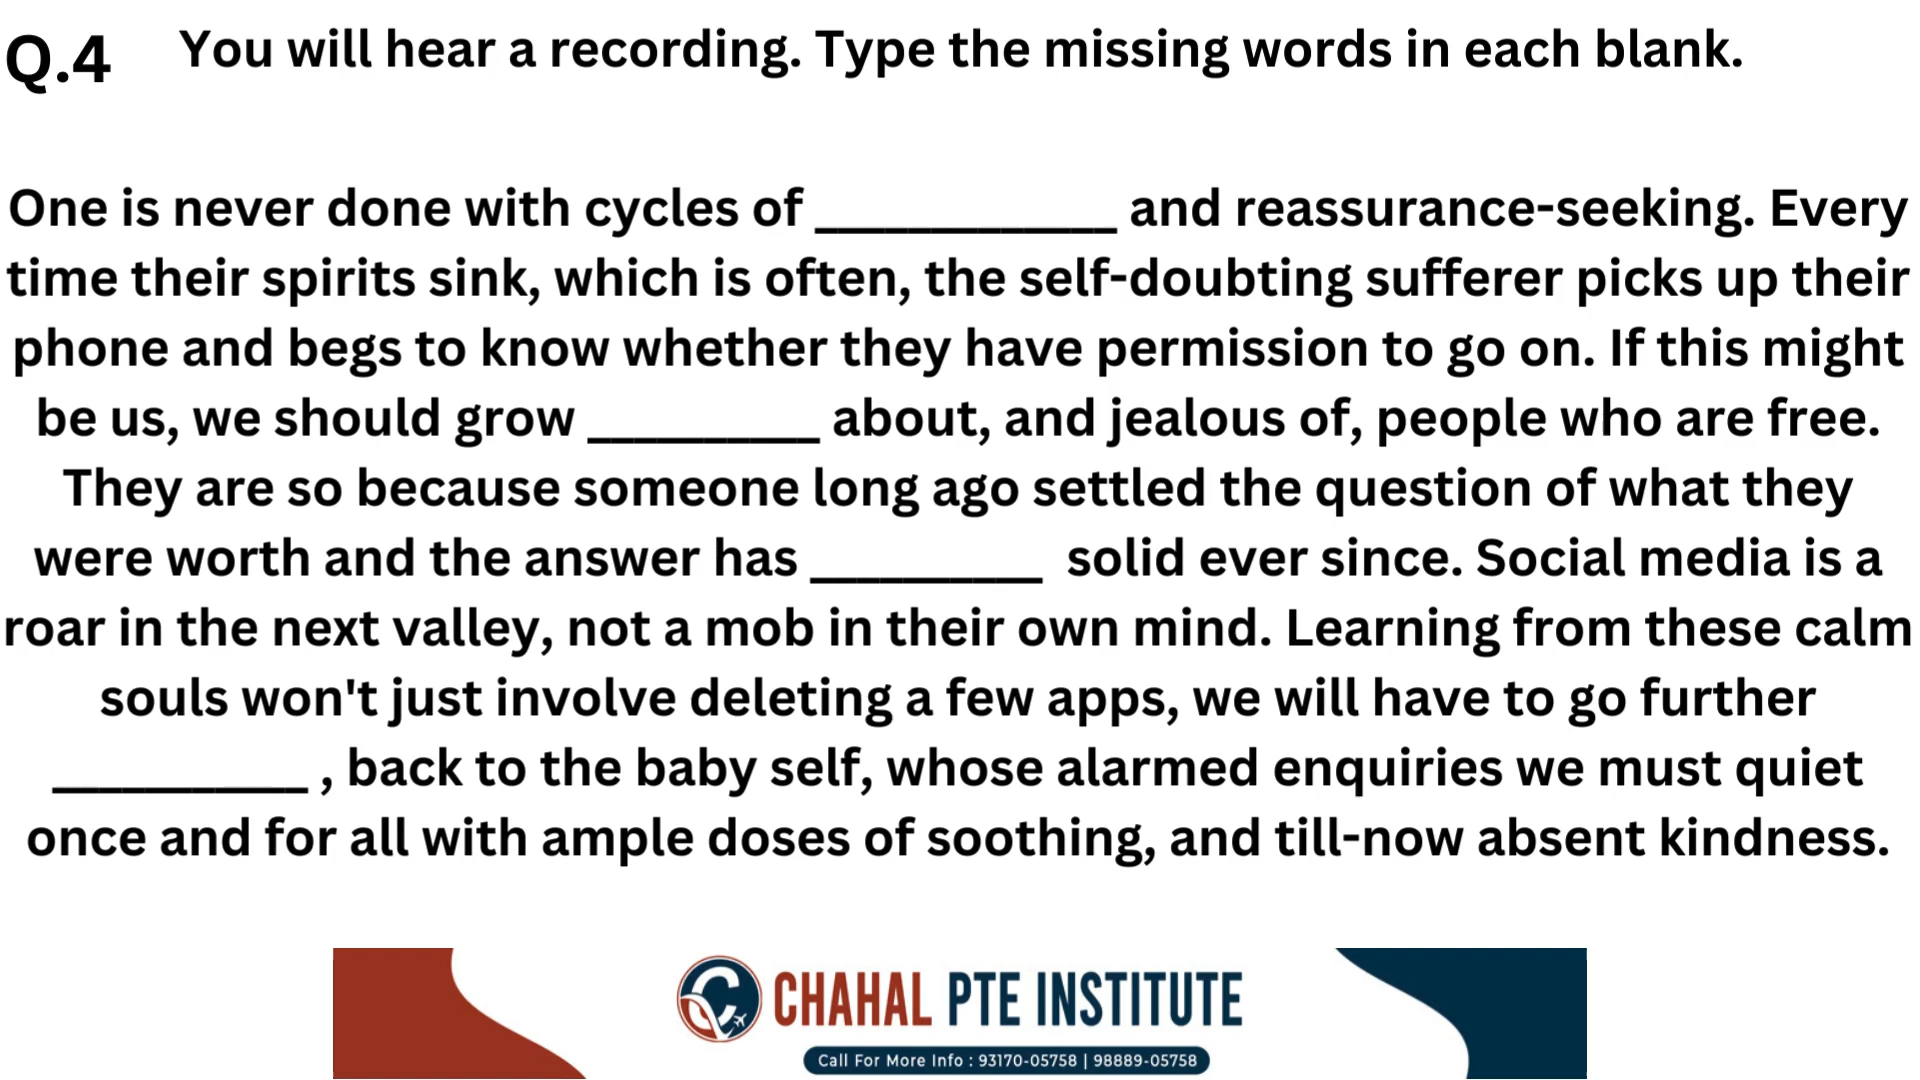 Q.4 You will hear a recording. Type the missing words in each blank.
One is never done with cycles of _____________ and reassurance-seeking. Every
time their spirits sink, which is often, the self-doubting sufferer picks up their
phone and begs to know whether they have permission to go on. If this might
be us, we should grow __________ about, and jealous of, people who are free.
They are so because someone long ago settled the question of what they
were worth and the answer has __________ solid ever since. Social media is a
roar in the next valley, not a mob in their own mind. Learning from these calm
souls won't just involve deleting a few apps, we will have to go further
___________ , back to the baby self, whose alarmed enquiries we must quiet
once and for all with ample doses of soothing, and till-now absent kindness.
CHAHAL PTE INSTITUTE
Call For More Info : 93170-05758 | 98889-05758